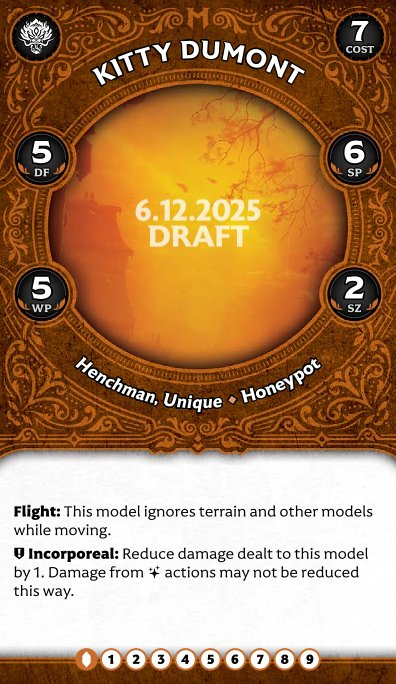 M
7
COST
KITTY DUMONT
5
DF
6
SP
6.12.2025
DRAFT
5
WP
2
SZ
Henchman, Unique ◆ Honeypot
Flight: This model ignores terrain and other models
while moving.
Incorporeal: Reduce damage dealt to this model
by 1. Damage from actions may not be reduced
this way.
1 2 3 4 5 6 7 8 9